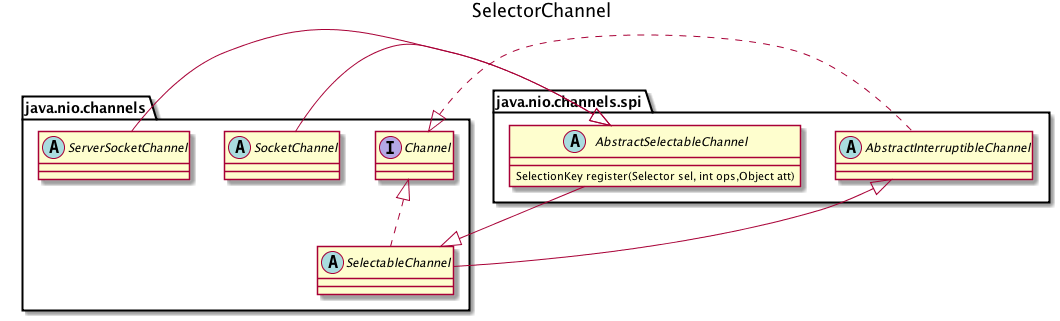 SelectorChannel
java.nio.channels
A ServerSocketChannel
A SocketChannel
I Channel
A SelectableChannel
java.nio.channels.spi
A AbstractSelectableChannel
SelectionKey register(Selector sel, int ops,Object att)
A AbstractInterruptibleChannel